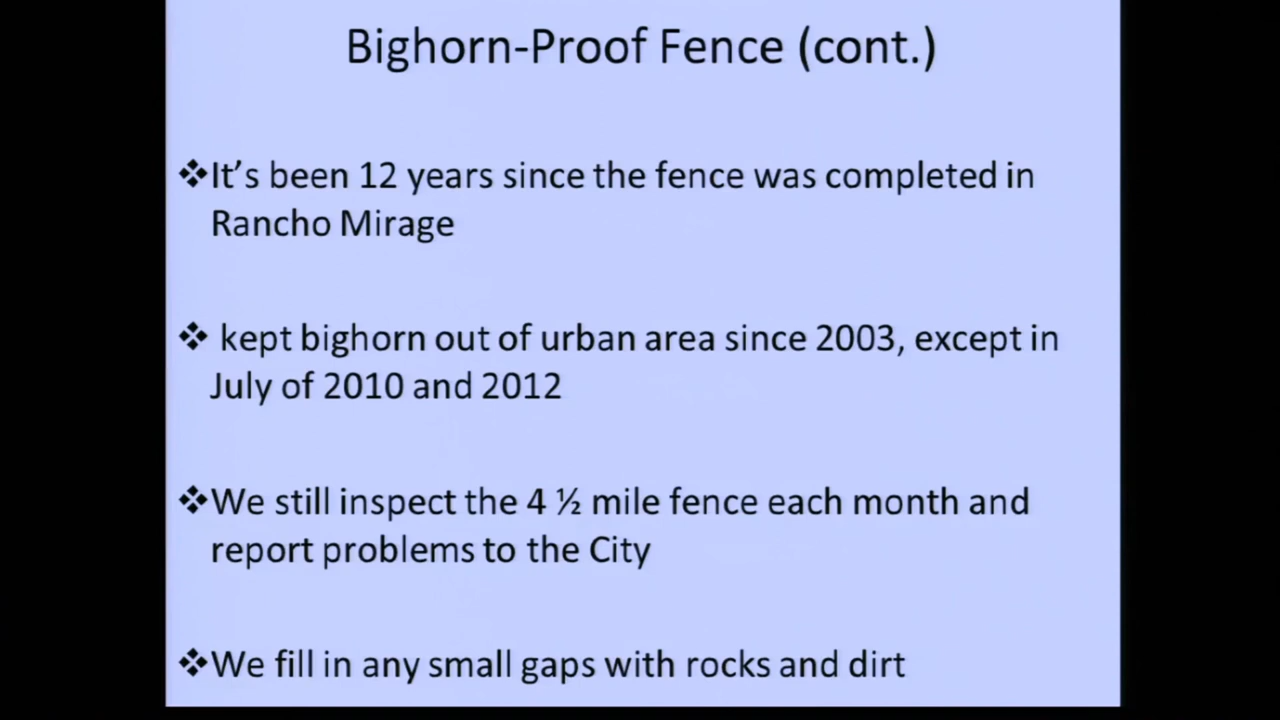 Bighorn-Proof Fence (cont.)
❖It’s been 12 years since the fence was completed in
Rancho Mirage
❖ kept bighorn out of urban area since 2003, except in
July of 2010 and 2012
❖We still inspect the 4 ½ mile fence each month and
report problems to the City
❖We fill in any small gaps with rocks and dirt